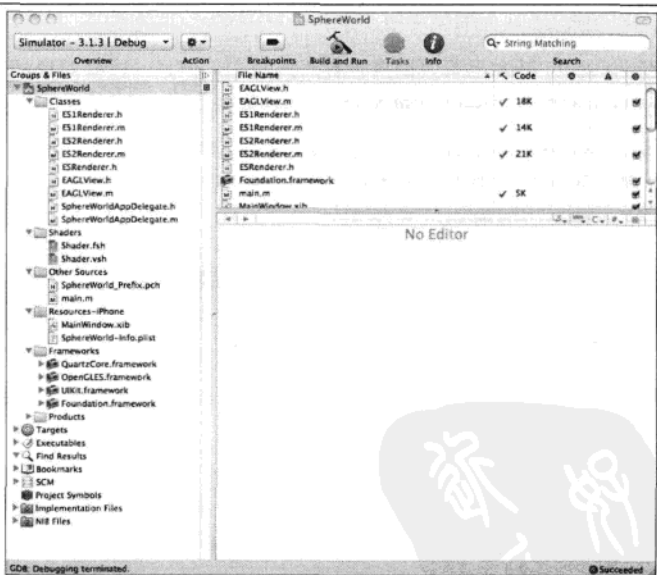 SphereWorld
Simulator - 3.1.3 | Debug
Q- String Matching
Overview Action Breakpoints Build and Run Tasks Info Search
Groups & Files
SphereWorld
Classes
ES1Renderer.h
ES1Renderer.m
ES2Renderer.h
ES2Renderer.m
ESRenderer.h
EAGLView.h
EAGLView.m
SphereWorldAppDelegate.h
SphereWorldAppDelegate.m
Shaders
Shader.fsh
Shader.vsh
Other Sources
SphereWorld_Prefix.pch
main.m
Resources-iPhone
MainWindow.xib
SphereWorld-Info.plist
Frameworks
QuartzCore.framework
OpenGLES.framework
UIKit.framework
Foundation.framework
Products
Targets
Executables
Find Results
Bookmarks
SCM
Project Symbols
Implementation Files
NIB Files
File Name Code
EAGLView.h
EAGLView.m 18K
ES1Renderer.h
ES1Renderer.m 14K
ES2Renderer.h
ES2Renderer.m 21K
ESRenderer.h
Foundation.framework
main.m 5K
MainWindow.xib
No Editor
GDB: Debugging terminated.
Succeeded